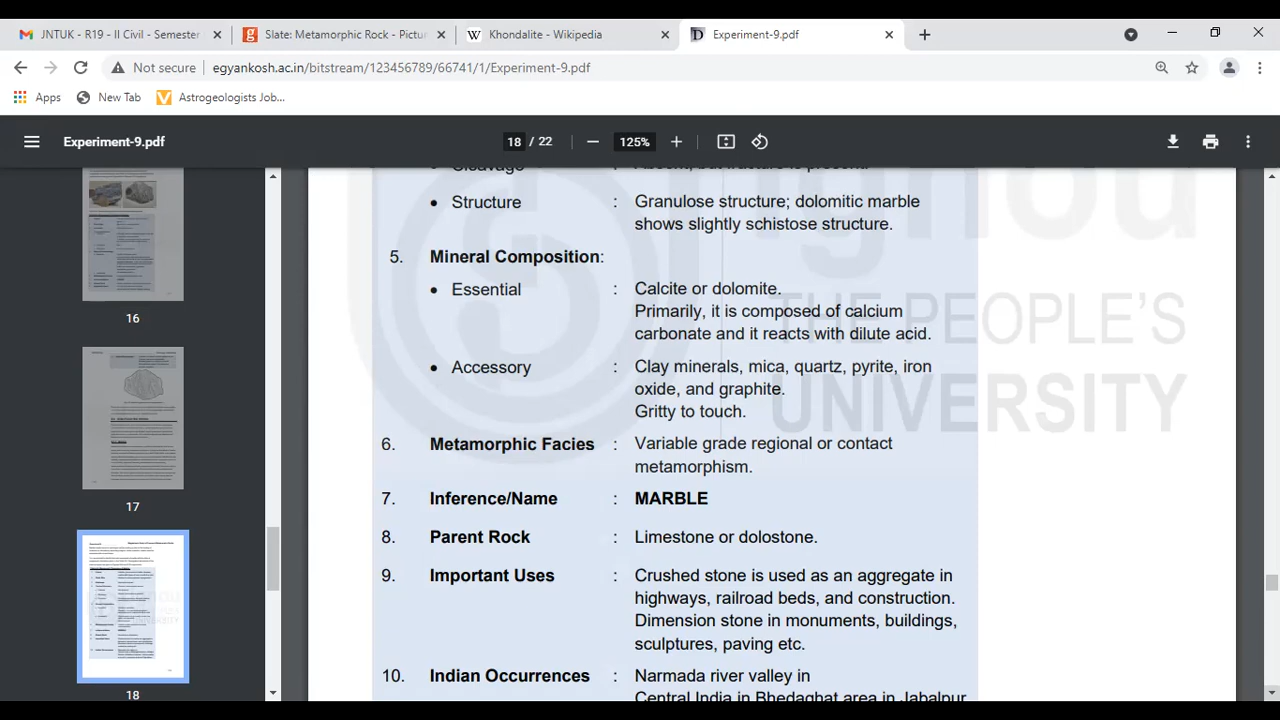 JNTUK - R19 - II Civil - Semester
Slate: Metamorphic Rock - Pictur
Khondalite - Wikipedia
Experiment-9.pdf
Not secure
egyankosh.ac.in/bitstream/123456789/66741/1/Experiment-9.pdf
Apps
New Tab
Astrogeologists Job...
Experiment-9.pdf
18 / 22
125%
16
17
18
• Structure : Granulose structure; dolomitic marble
shows slightly schistose structure.
5. Mineral Composition:
• Essential : Calcite or dolomite.
Primarily, it is composed of calcium
carbonate and it reacts with dilute acid.
• Accessory : Clay minerals, mica, quartz, pyrite, iron
oxide, and graphite.
Gritty to touch.
6. Metamorphic Facies : Variable grade regional or contact
metamorphism.
7. Inference/Name : MARBLE
8. Parent Rock : Limestone or dolostone.
9. Important Uses : Crushed stone is used as an aggregate in
highways, railroad beds, and construction.
Dimension stone in monuments, buildings,
sculptures, paving etc.
10. Indian Occurrences : Narmada river valley in
Central India in Bhedaghat area in Jabalpur
THE PEOPLE'S
UNIVERSITY